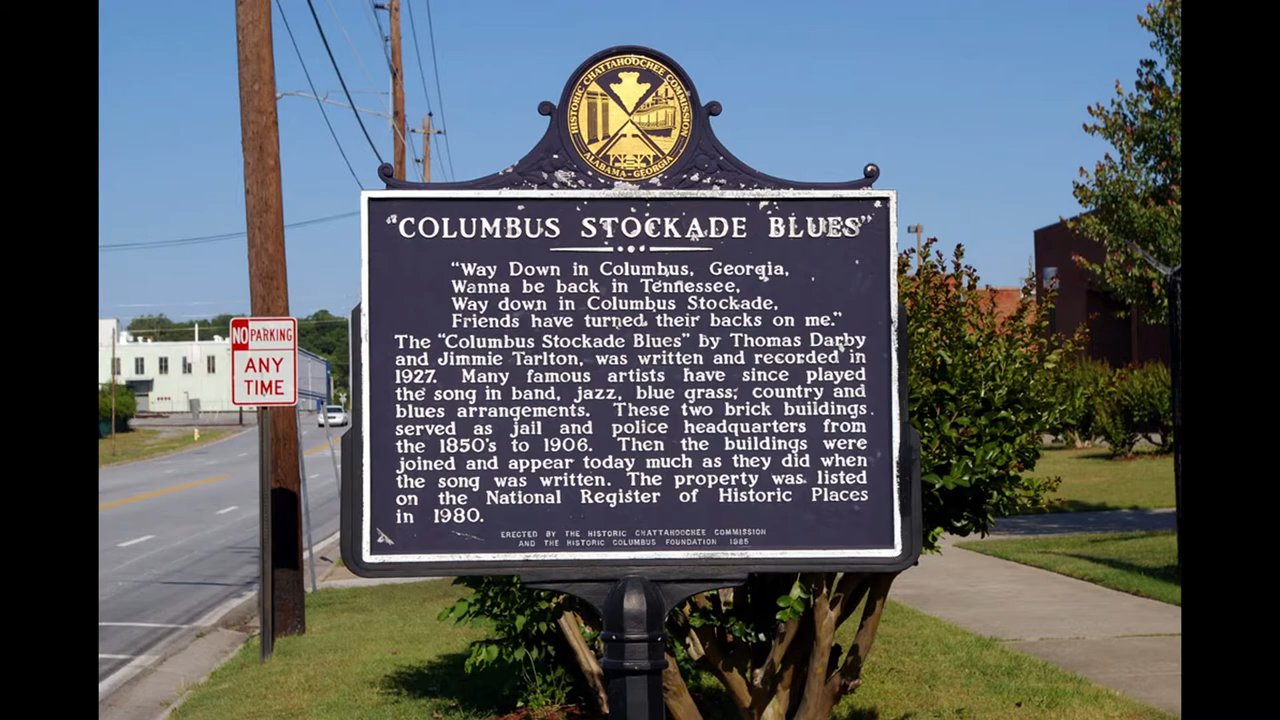 HISTORIC CHATTAHOOCHEE COMMISSION
ALABAMA-GEORGIA
"COLUMBUS STOCKADE BLUES"
"Way Down in Columbus, Georgia,
Wanna be back in Tennessee,
Way down in Columbus Stockade,
Friends have turned their backs on me."
The "Columbus Stockade Blues" by Thomas Darby
and Jimmie Tarlton, was written and recorded in
1927. Many famous artists have since played
the song in band, jazz, blue grass, country and
blues arrangements. These two brick buildings
served as jail and police headquarters from
the 1850's to 1906. Then the buildings were
joined and appear today much as they did when
the song was written. The property was listed
on the National Register of Historic Places
in 1980.
ERECTED BY THE HISTORIC CHATTAHOOCHEE COMMISSION
AND THE HISTORIC COLUMBUS FOUNDATION 1985
NO PARKING
ANY
TIME